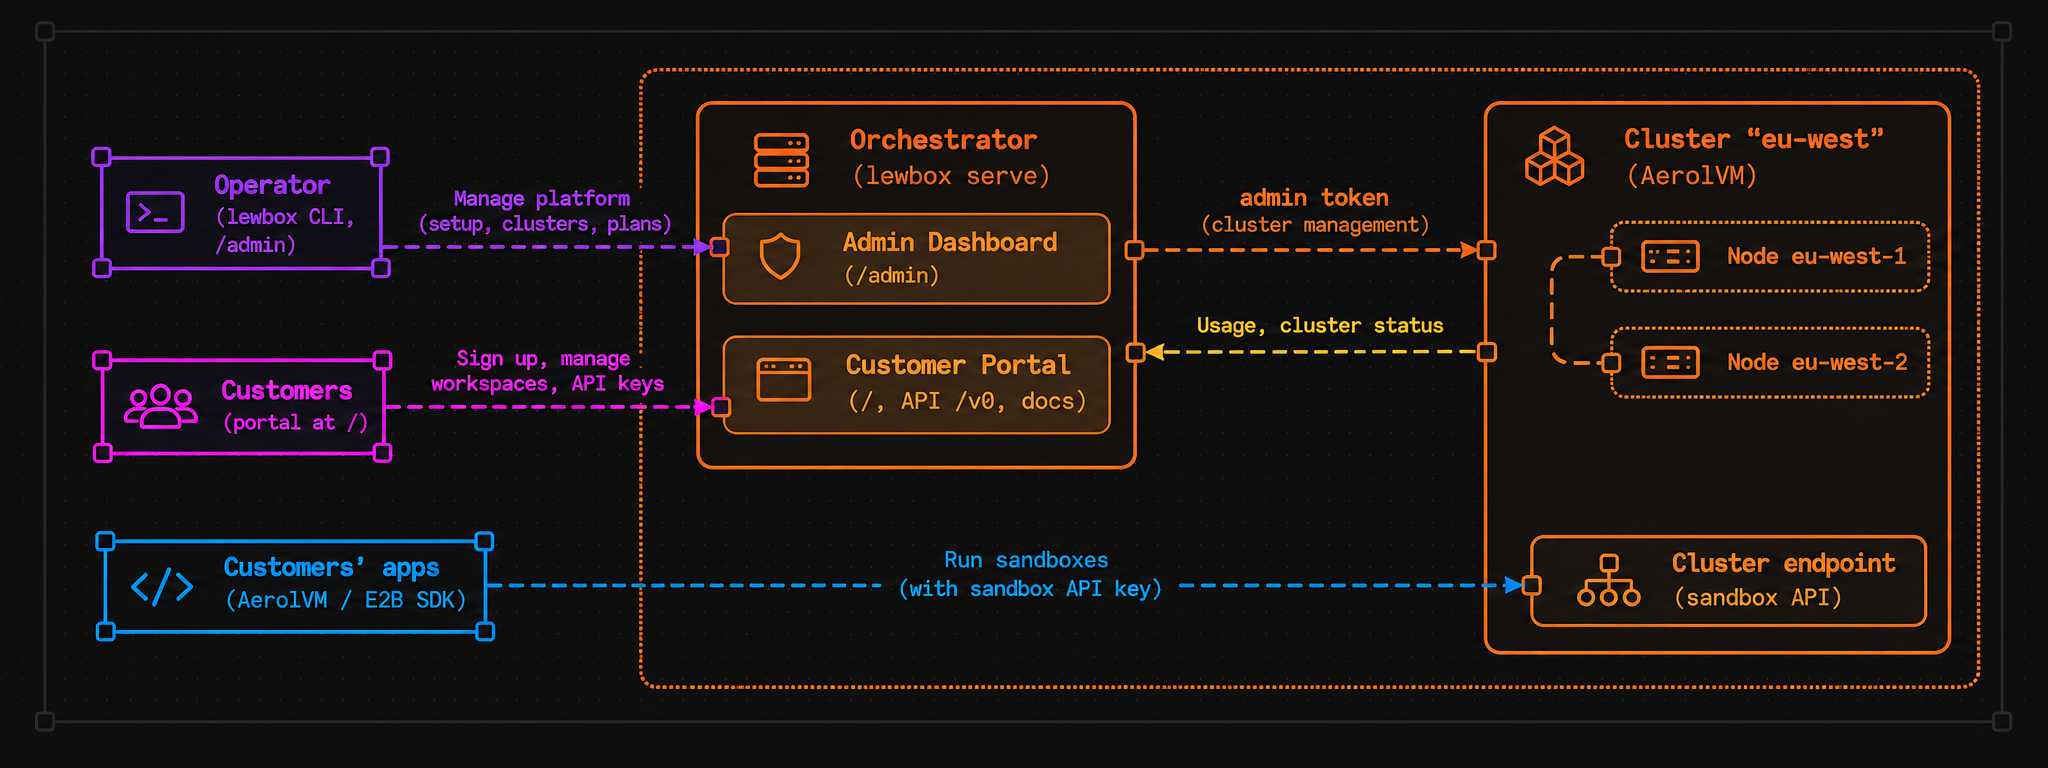 Operator
(lewbox CLI,
/admin)
Manage platform
(setup, clusters, plans)
Customers
(portal at /)
Sign up, manage
workspaces, API keys
Customers’ apps
(AerolVM / E2B SDK)
Run sandboxes
(with sandbox API key)
Orchestrator
(lewbox serve)
Admin Dashboard
(/admin)
Customer Portal
(/, API /v0, docs)
admin token
(cluster management)
Usage, cluster status
Cluster “eu-west”
(AerolVM)
Node eu-west-1
Node eu-west-2
Cluster endpoint
(sandbox API)